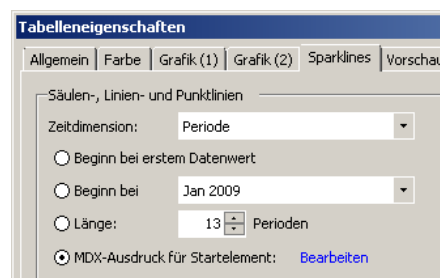 Tabelleneigenschaften
Allgemein Farbe Grafik (1) Grafik (2) Sparklines Vorschau
Säulen-, Linien- und Punktlinien
Zeitdimension: Periode
Beginn bei erstem Datenwert
Beginn bei Jan 2009
Länge: 13 Perioden
MDX-Ausdruck für Startelement: Bearbeiten